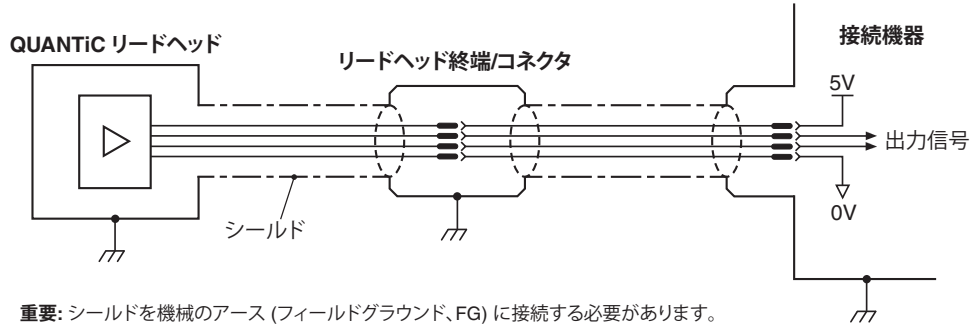 QUANTiC リードヘッド
リードヘッド終端/コネクタ
接続機器
5V
出力信号
0V
シールド
重要: シールドを機械のアース (フィールドグラウンド、FG) に接続する必要があります。